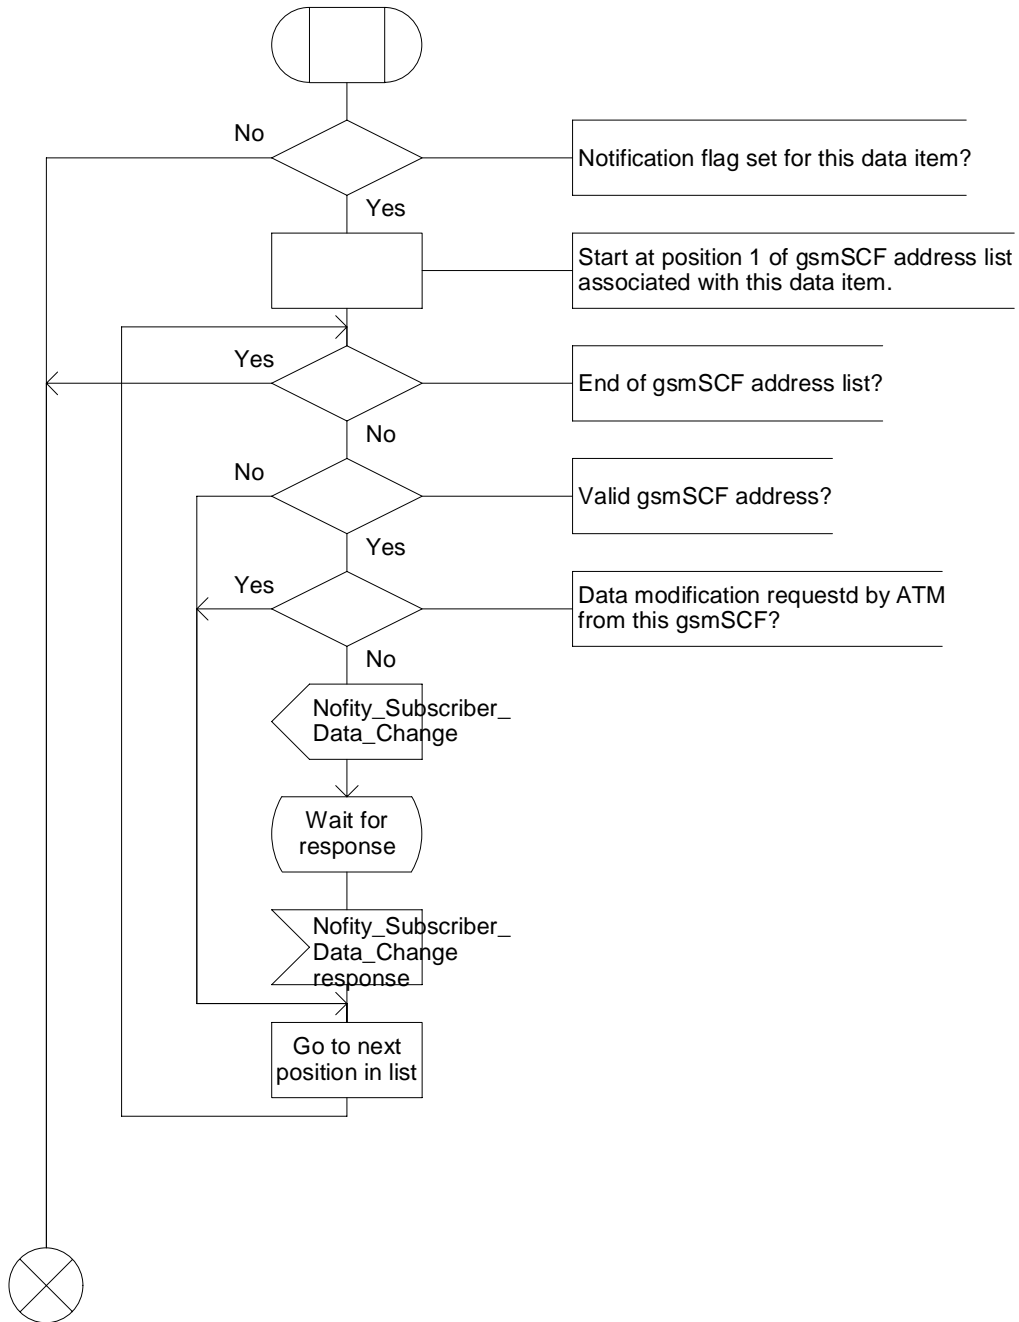 No
Notification flag set for this data item?
Yes
Start at position 1 of gsmSCF address list
associated with this data item.
Yes
End of gsmSCF address list?
No
No
Valid gsmSCF address?
Yes
Yes
Data modification requestd by ATM
from this gsmSCF?
No
Nofity_Subscriber_
Data_Change
Wait for
response
Nofity_Subscriber_
Data_Change
response
Go to next
position in list